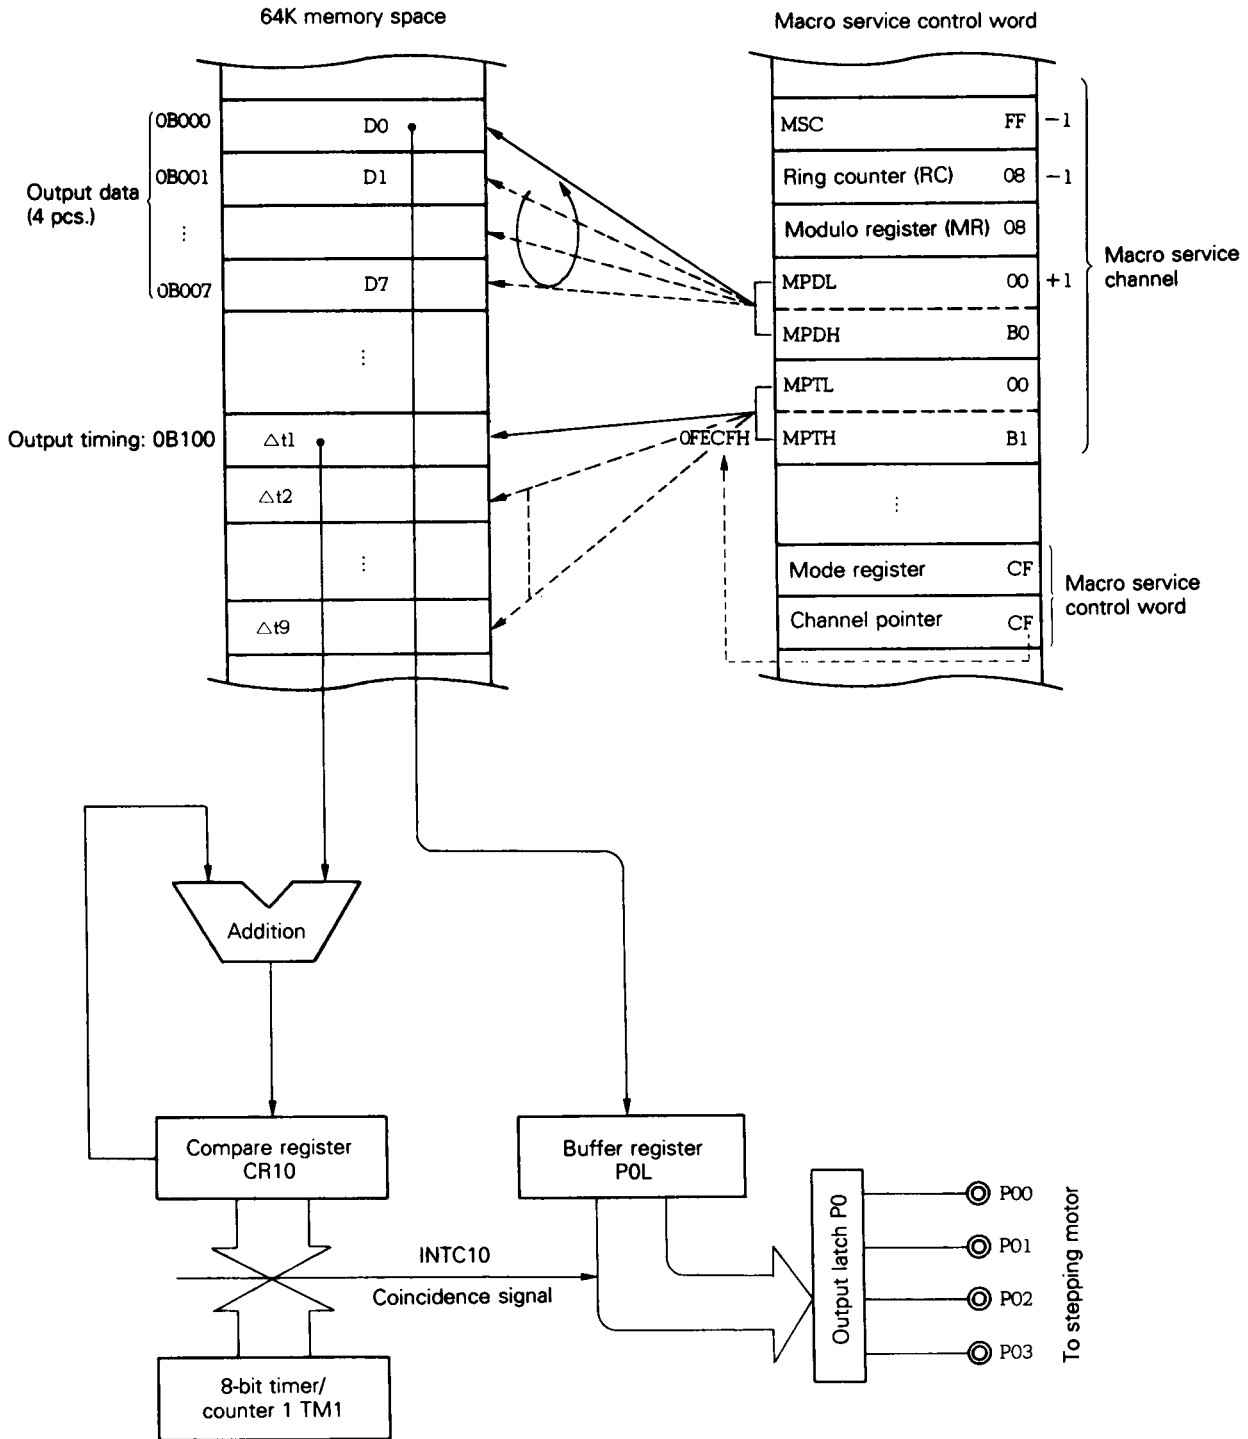 64K memory space
Macro service control word
0B000
D0
0B001
D1
Output data
(4 pcs.)
⋮
0B007
D7
⋮
Output timing: 0B100
△t1
△t2
⋮
△t9
MSC FF −1
Ring counter (RC) 08 −1
Modulo register (MR) 08
MPDL 00 +1
MPDH B0
MPTL 00
0FECFH
MPTH B1
⋮
Macro service
channel
Mode register CF
Channel pointer CF
Macro service
control word
Addition
Compare register
CR10
Buffer register
P0L
INTC10
Coincidence signal
8-bit timer/
counter 1 TM1
Output latch P0
P00
P01
P02
P03
To stepping motor